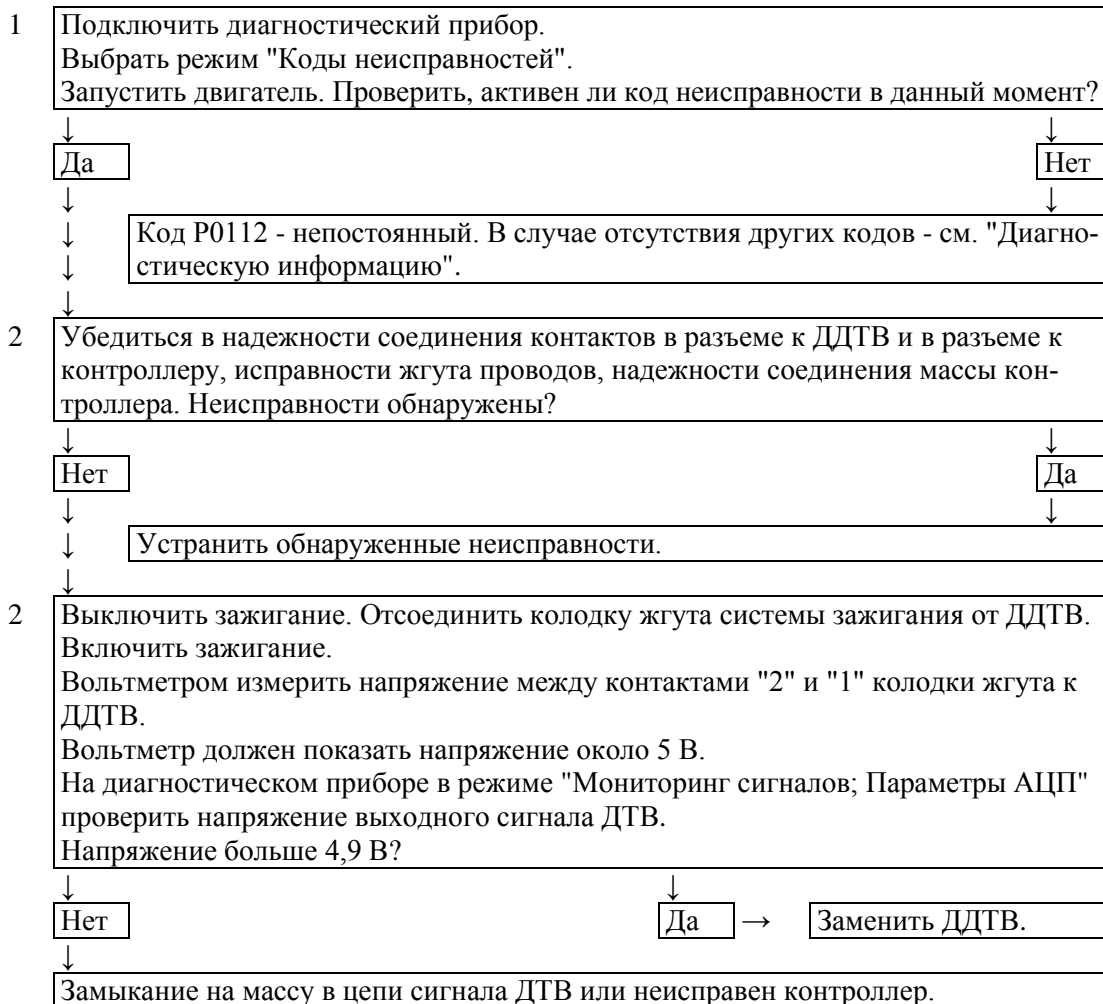 1 Подключить диагностический прибор.
Выбрать режим "Коды неисправностей".
Запустить двигатель. Проверить, активен ли код неисправности в данный момент?
↓ ↓
Да Нет
↓ ↓
↓ Код P0112 - непостоянный. В случае отсутствия других кодов - см. "Диагно-
↓ стическую информацию".
↓
2 Убедиться в надежности соединения контактов в разъеме к ДДТВ и в разъеме к
контроллеру, исправности жгута проводов, надежности соединения массы кон-
троллера. Неисправности обнаружены?
↓ ↓
Нет Да
↓ ↓
↓ Устранить обнаруженные неисправности.
↓
2 Выключить зажигание. Отсоединить колодку жгута системы зажигания от ДДТВ.
Включить зажигание.
Вольтметром измерить напряжение между контактами "2" и "1" колодки жгута к
ДДТВ.
Вольтметр должен показать напряжение около 5 В.
На диагностическом приборе в режиме "Мониторинг сигналов; Параметры АЦП"
проверить напряжение выходного сигнала ДТВ.
Напряжение больше 4,9 В?
↓ ↓
Нет Да → Заменить ДДТВ.
↓
Замыкание на массу в цепи сигнала ДТВ или неисправен контроллер.